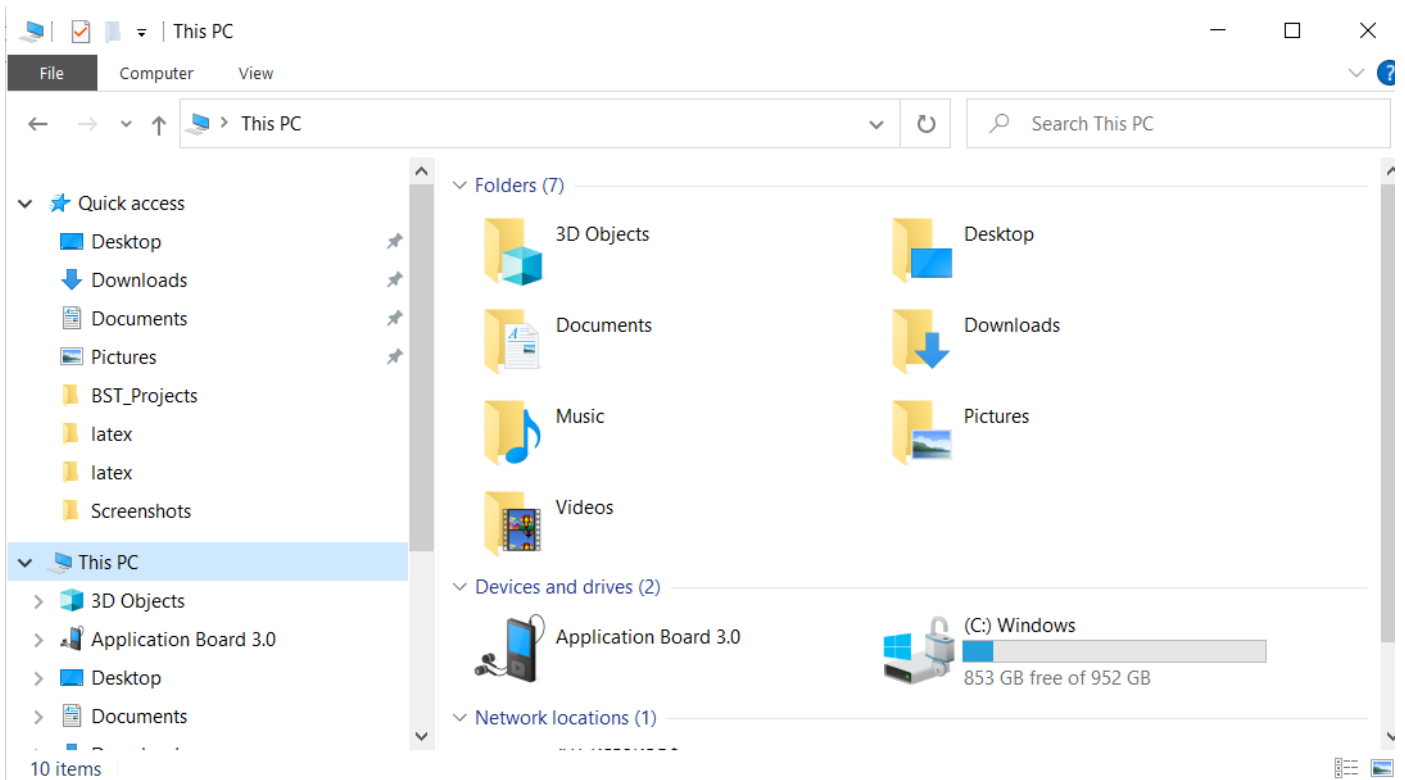 This PC
File Computer View
This PC
Search This PC
Quick access
Desktop
Downloads
Documents
Pictures
BST_Projects
latex
latex
Screenshots
This PC
3D Objects
Application Board 3.0
Desktop
Documents
Folders (7)
3D Objects
Desktop
Documents
Downloads
Music
Pictures
Videos
Devices and drives (2)
Application Board 3.0
(C:) Windows
853 GB free of 952 GB
Network locations (1)
10 items